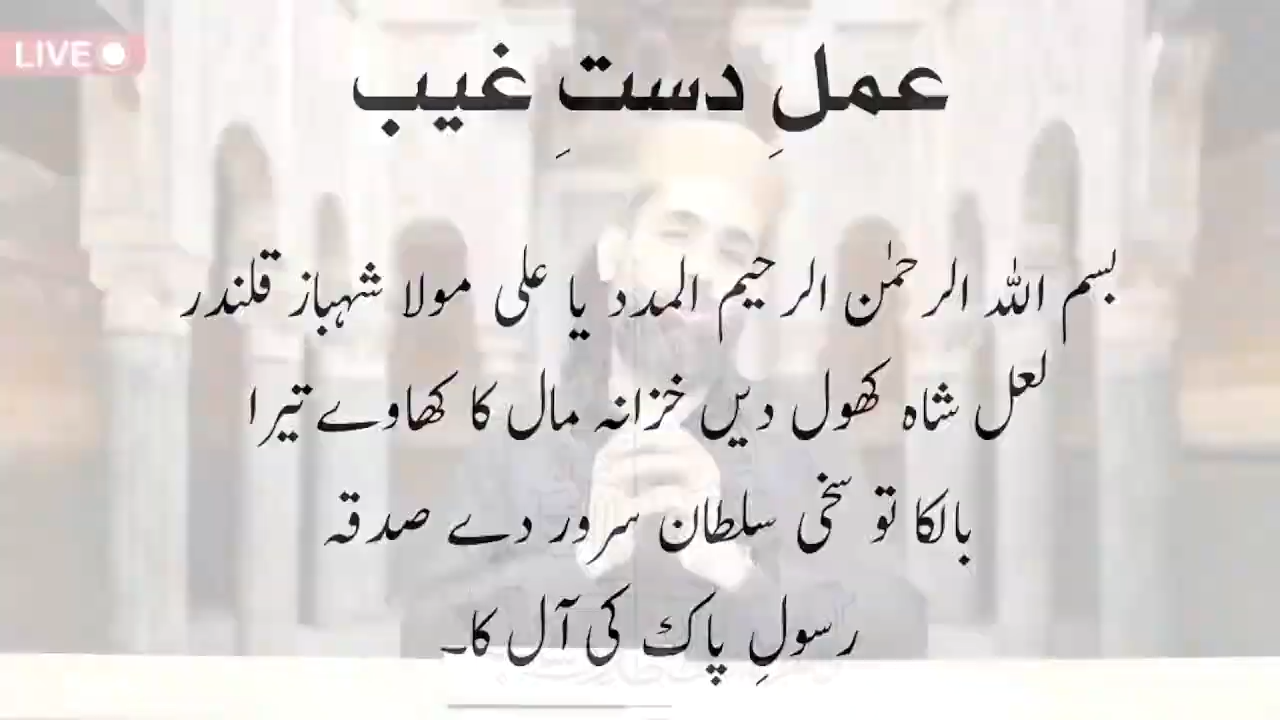 LIVE
عملِ دستِ غیب
بسم اللہ الرحمٰن الرحیم المدد یا علی مولا شہباز قلندر
لعل شاہ کھول دیں خزانہ مال کا کھاوے تیرا
بالکا تو سخی سلطان سرور دے صدقہ
رسولِ پاک کی آل کا۔